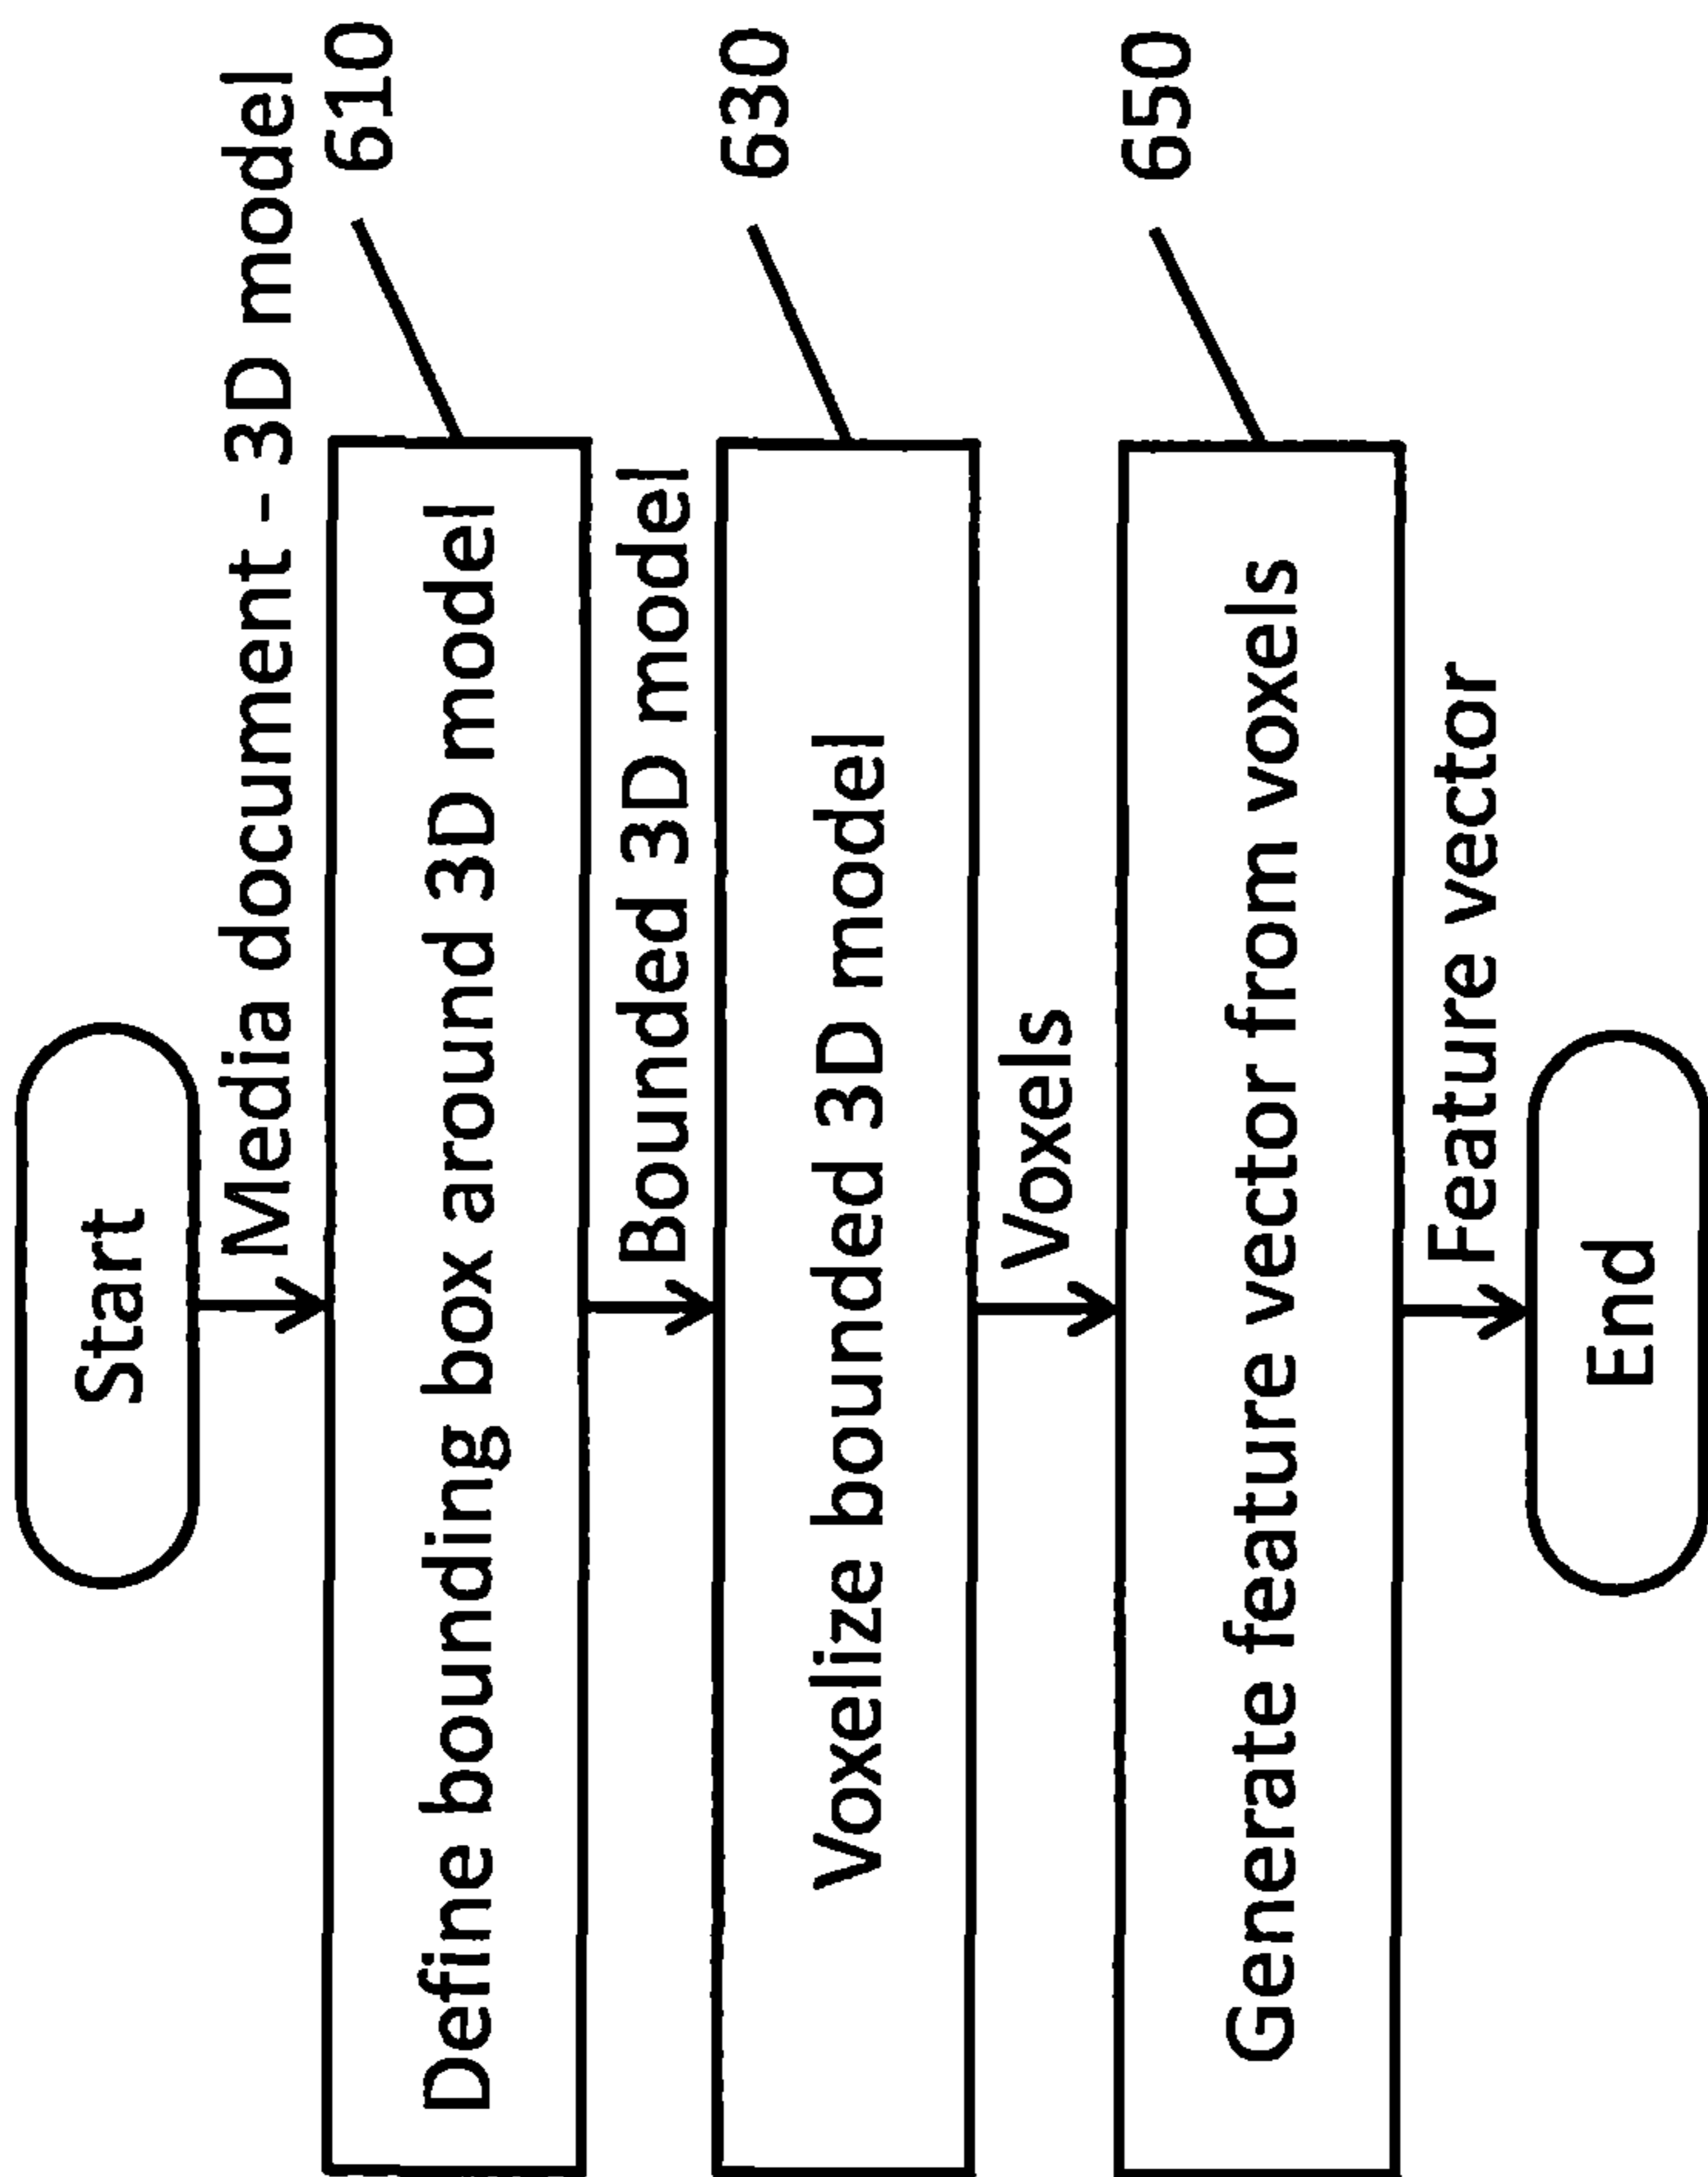 Start
Media document - 3D model
610
Define bounding box around 3D model
Bounded 3D model
630
Voxelize bounded 3D model
Voxels
650
Generate feature vector from voxels
Feature vector
End